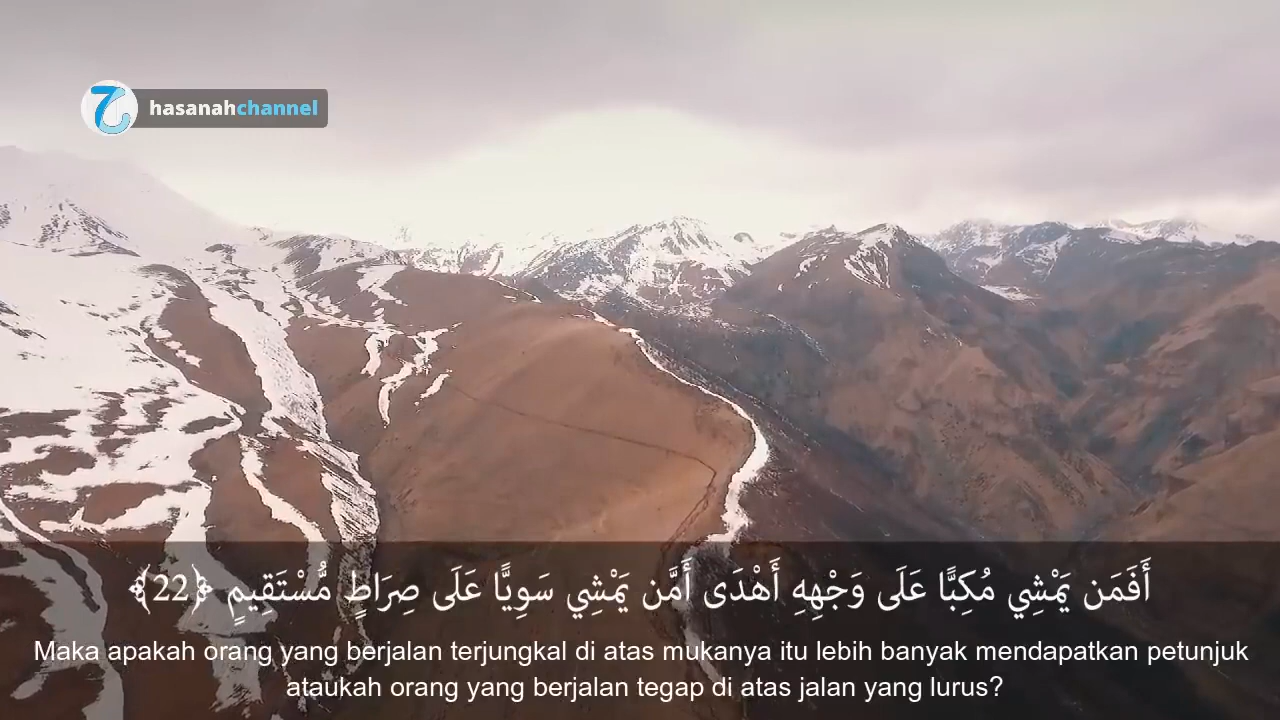 hasanahchannel
أَفَمَن يَمْشِي مُكِبًّا عَلَى وَجْهِهِ أَهْدَى أَمَّن يَمْشِي سَوِيًّا عَلَى صِرَاطٍ مُّسْتَقِيمٍ ﴿22﴾
Maka apakah orang yang berjalan terjungkal di atas mukanya itu lebih banyak mendapatkan petunjuk
ataukah orang yang berjalan tegap di atas jalan yang lurus?